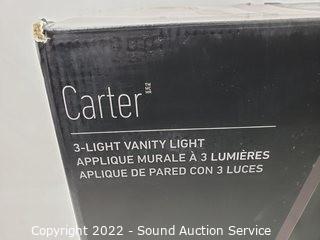 Carter
3-LIGHT VANITY LIGHT
APPLIQUE MURALE À 3 LUMIÈRES
APLIQUE DE PARED CON 3 LUCES
Copyright 2022 - Sound Auction Service